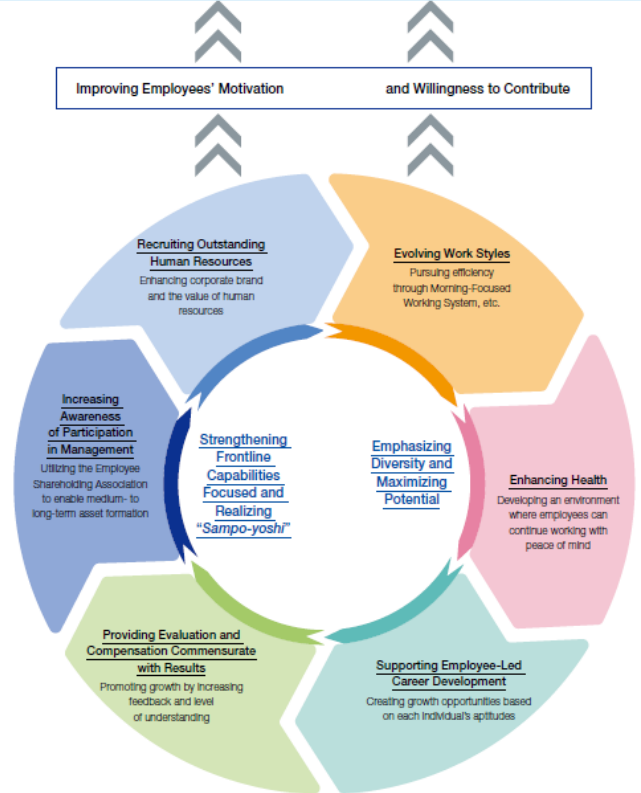 Improving Employees' Motivation and Willingness to Contribute
Recruiting Outstanding
Human Resources
Enhancing corporate brand
and the value of human
resources
Evolving Work Styles
Pursuing efficiency
through Morning-Focused
Working System, etc.
Enhancing Health
Developing an environment
where employees can
continue working with
peace of mind
Supporting Employee-Led
Career Development
Creating growth opportunities based
on each individual's aptitudes
Providing Evaluation and
Compensation Commensurate
with Results
Promoting growth by increasing
feedback and level
of understanding
Increasing
Awareness
of Participation
in Management
Utilizing the Employee
Shareholding Association
to enable medium- to
long-term asset formation
Strengthening
Frontline
Capabilities
Focused and
Realizing
"Sampo-yoshi"
Emphasizing
Diversity and
Maximizing
Potential